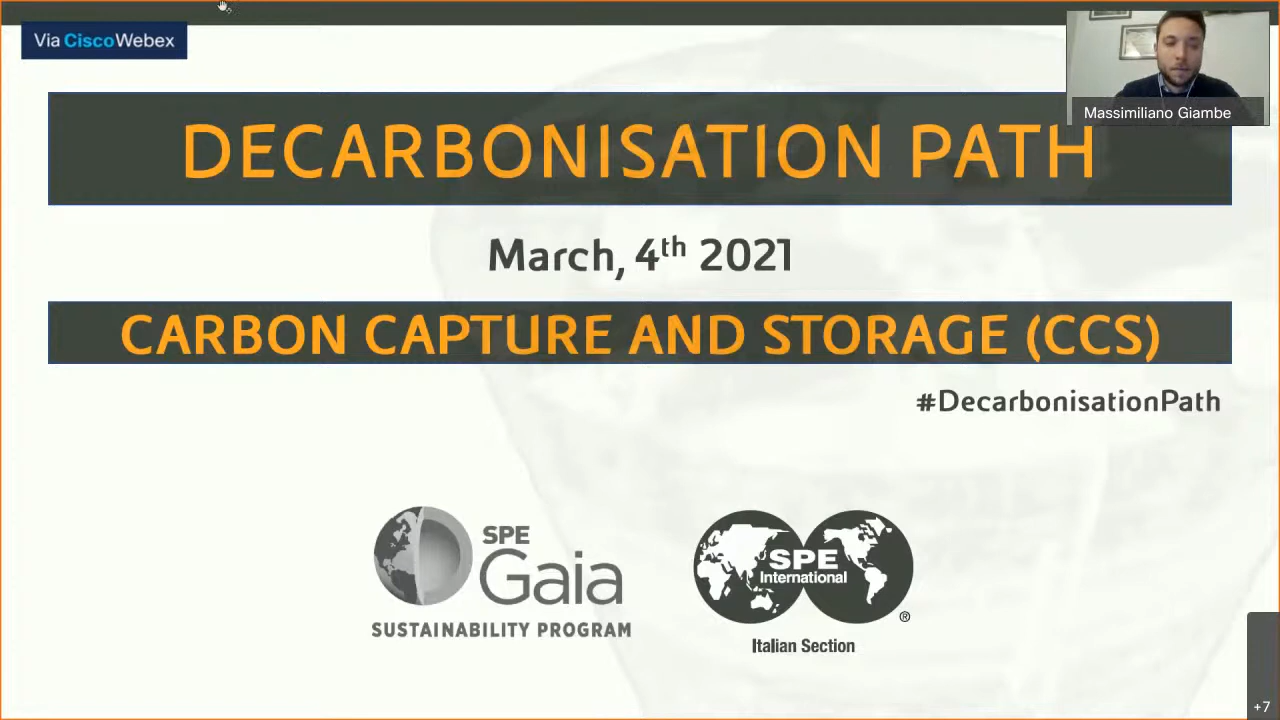 Via CiscoWebex
Massimiliano Giambe
DECARBONISATION PATH
March, 4th 2021
CARBON CAPTURE AND STORAGE (CCS)
#DecarbonisationPath
SPE
Gaia
SUSTAINABILITY PROGRAM
SPE
International
®
Italian Section
+7